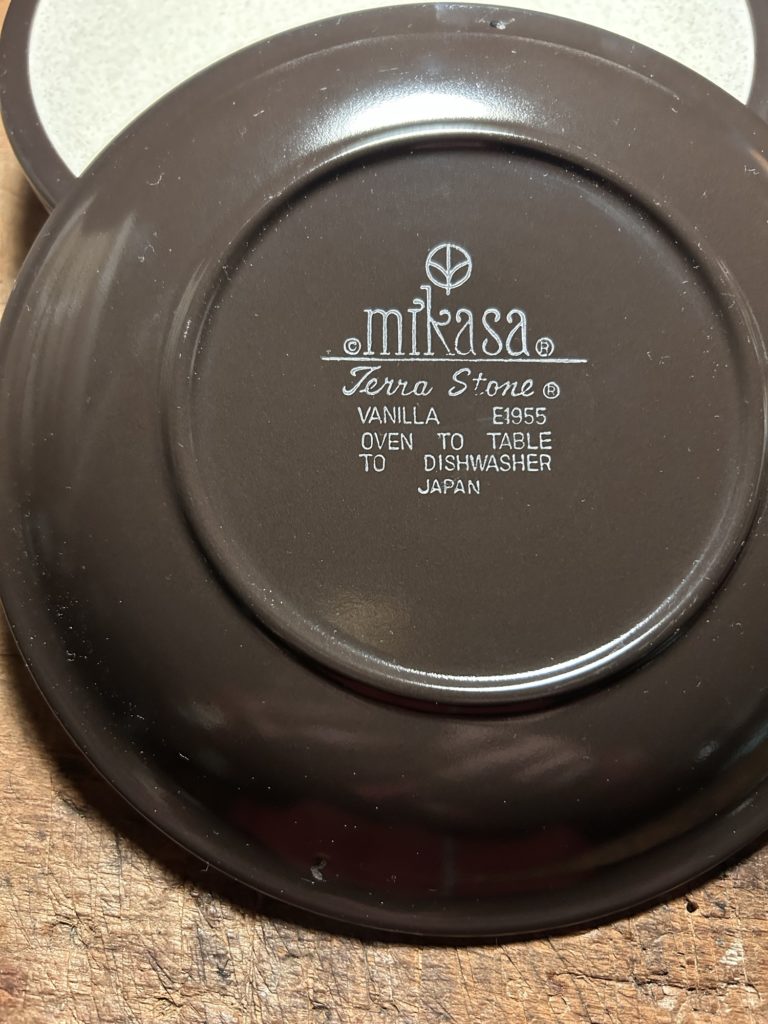 © mikasa ®
Terra Stone ®
VANILLA E1955
OVEN TO TABLE
TO DISHWASHER
JAPAN